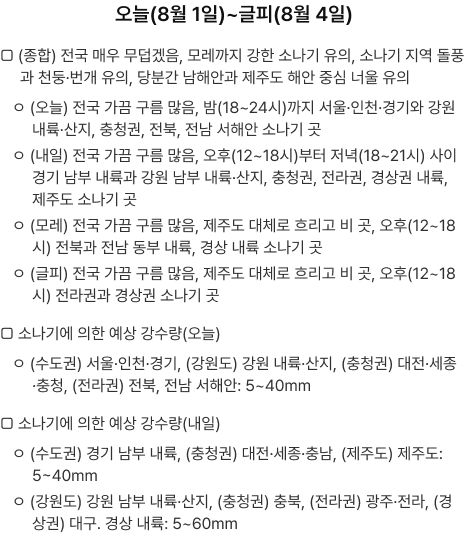 오늘(8월 1일)~글피(8월 4일)
□ (종합) 전국 매우 무덥겠음, 모레까지 강한 소나기 유의, 소나기 지역 돌풍
과 천둥·번개 유의, 당분간 남해안과 제주도 해안 중심 너울 유의
○ (오늘) 전국 가끔 구름 많음, 밤(18~24시)까지 서울·인천·경기와 강원
내륙·산지, 충청권, 전북, 전남 서해안 소나기 곳
○ (내일) 전국 가끔 구름 많음, 오후(12~18시)부터 저녁(18~21시) 사이
경기 남부 내륙과 강원 남부 내륙·산지, 충청권, 전라권, 경상권 내륙,
제주도 소나기 곳
○ (모레) 전국 가끔 구름 많음, 제주도 대체로 흐리고 비 곳, 오후(12~18
시) 전북과 전남 동부 내륙, 경상 내륙 소나기 곳
○ (글피) 전국 가끔 구름 많음, 제주도 대체로 흐리고 비 곳, 오후(12~18
시) 전라권과 경상권 소나기 곳
□ 소나기에 의한 예상 강수량(오늘)
○ (수도권) 서울·인천·경기, (강원도) 강원 내륙·산지, (충청권) 대전·세종
·충청, (전라권) 전북, 전남 서해안: 5~40mm
□ 소나기에 의한 예상 강수량(내일)
○ (수도권) 경기 남부 내륙, (충청권) 대전·세종·충남, (제주도) 제주도:
5~40mm
○ (강원도) 강원 남부 내륙·산지, (충청권) 충북, (전라권) 광주·전라, (경
상권) 대구. 경상 내륙: 5~60mm